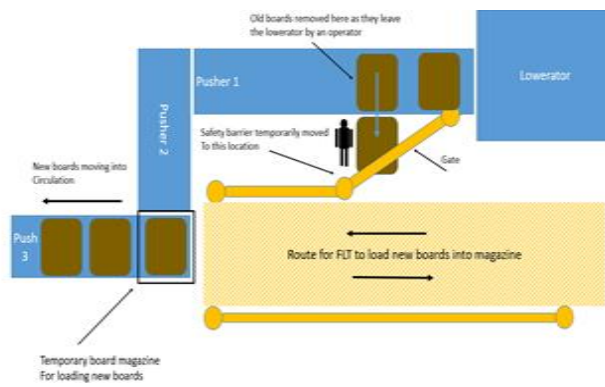 Old boards removed here as they leave
the lowerator by an operator
Lowerator
Pusher 1
Pusher 2
Safety barrier temporarily moved
To this location
Gate
New boards moving into
Circulation
Push
3
Route for FLT to load new boards into magazine
Temporary board magazine
For loading new boards